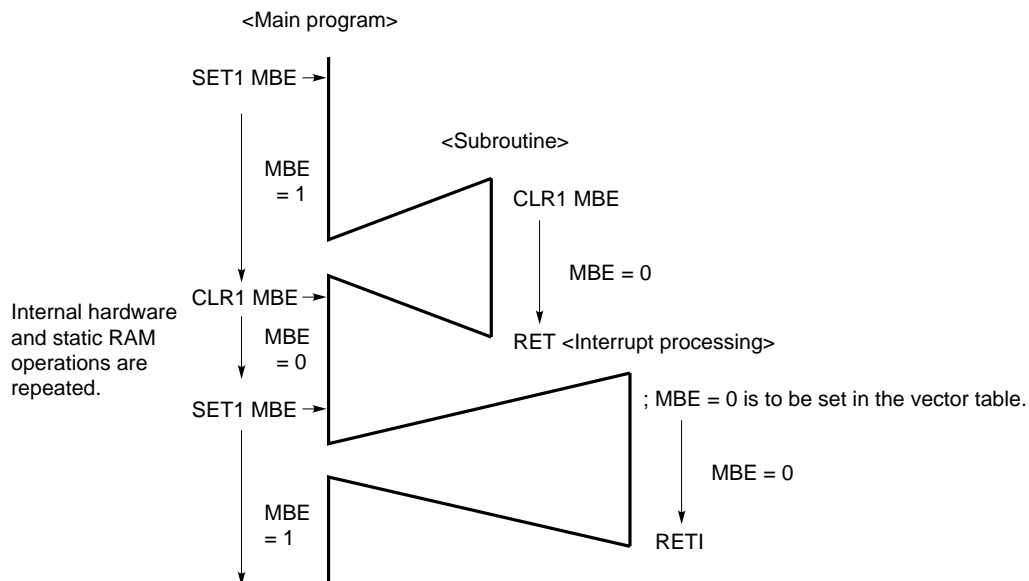 <Main program>
SET1 MBE
<Subroutine>
MBE
= 1
CLR1 MBE
MBE = 0
CLR1 MBE
Internal hardware
and static RAM
operations are
repeated.
MBE
= 0
RET <Interrupt processing>
SET1 MBE
; MBE = 0 is to be set in the vector table.
MBE = 0
MBE
= 1
RETI